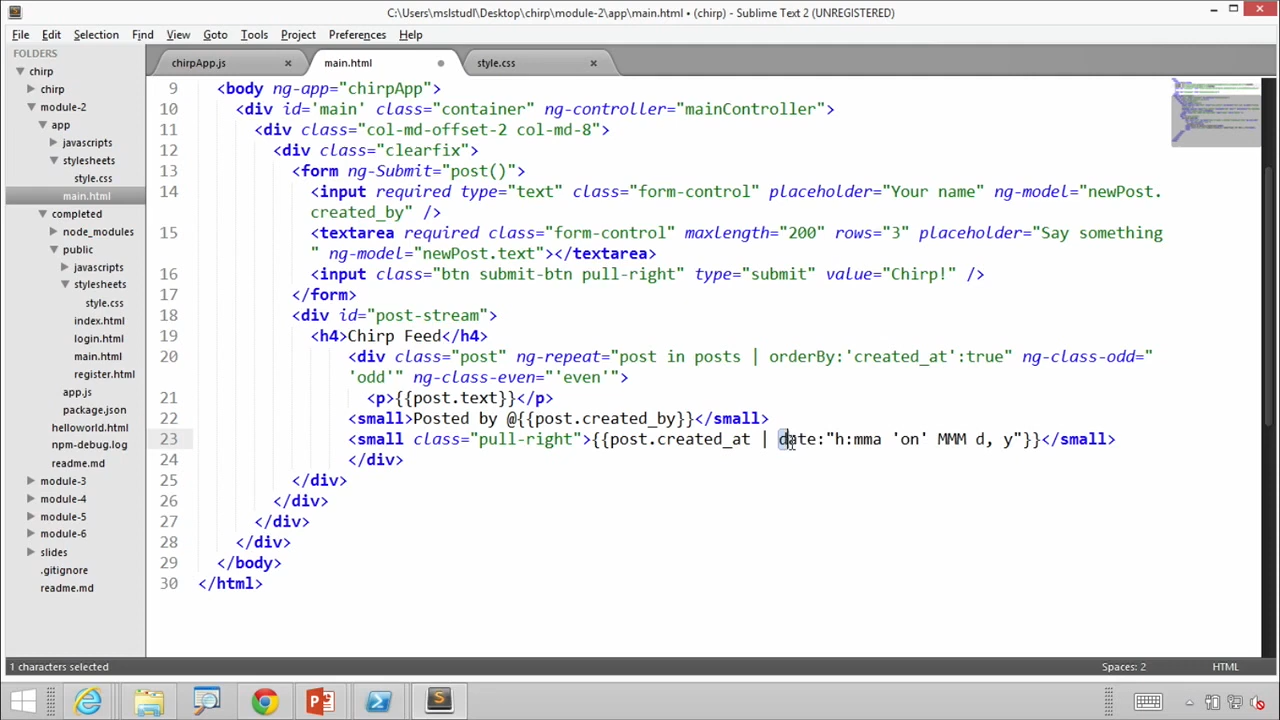 C:\Users\mslstudl\Desktop\chirp\module-2\app\main.html • (chirp) - Sublime Text 2 (UNREGISTERED)
File Edit Selection Find View Goto Tools Project Preferences Help
FOLDERS
chirp
chirp
module-2
app
javascripts
stylesheets
style.css
main.html
completed
node_modules
public
javascripts
stylesheets
style.css
index.html
login.html
main.html
register.html
app.js
package.json
helloworld.html
npm-debug.log
readme.md
module-3
module-4
module-5
module-6
slides
.gitignore
readme.md
chirpApp.js main.html style.css
9 <body ng-app="chirpApp">
10 <div id='main' class="container" ng-controller="mainController">
11 <div class="col-md-offset-2 col-md-8">
12 <div class="clearfix">
13 <form ng-Submit="post()">
14 <input required type="text" class="form-control" placeholder="Your name" ng-model="newPost.
created_by" />
15 <textarea required class="form-control" maxlength="200" rows="3" placeholder="Say something
" ng-model="newPost.text"></textarea>
16 <input class="btn submit-btn pull-right" type="submit" value="Chirp!" />
17 </form>
18 <div id="post-stream">
19 <h4>Chirp Feed</h4>
20 <div class="post" ng-repeat="post in posts | orderBy:'created_at':true" ng-class-odd="
'odd'" ng-class-even="'even'">
21 <p>{{post.text}}</p>
22 <small>Posted by @{{post.created_by}}</small>
23 <small class="pull-right">{{post.created_at | date:"h:mma 'on' MMM d, y"}}</small>
24 </div>
25 </div>
26 </div>
27 </div>
28 </div>
29 </body>
30 </html>
1 characters selected Spaces: 2 HTML